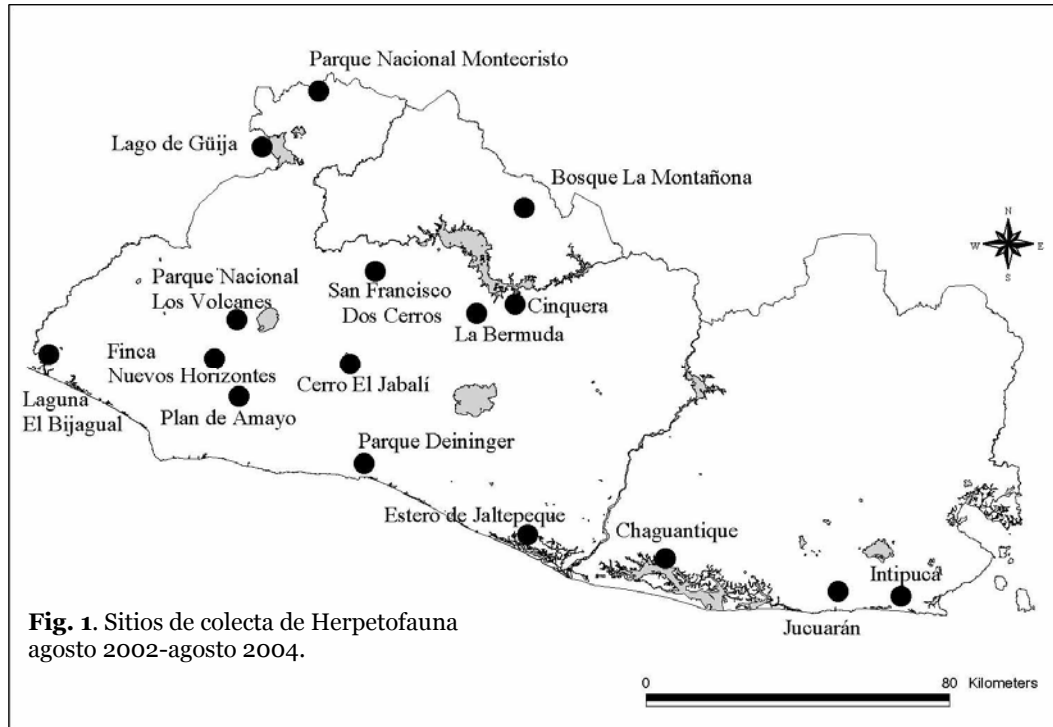 Parque Nacional Montecristo
Lago de Güija
Bosque La Montañona
N
W
E
S
Parque Nacional
Los Volcanes
San Francisco
Dos Cerros
Cinquera
La Bermuda
Finca
Nuevos Horizontes
Cerro El Jabalí
Laguna
El Bijagual
Plan de Amayo
Parque Deininger
Estero de Jaltepeque
Chaguantique
Intipucá
Jucuarán
Fig. 1. Sitios de colecta de Herpetofauna
agosto 2002-agosto 2004.
0 80 Kilometers